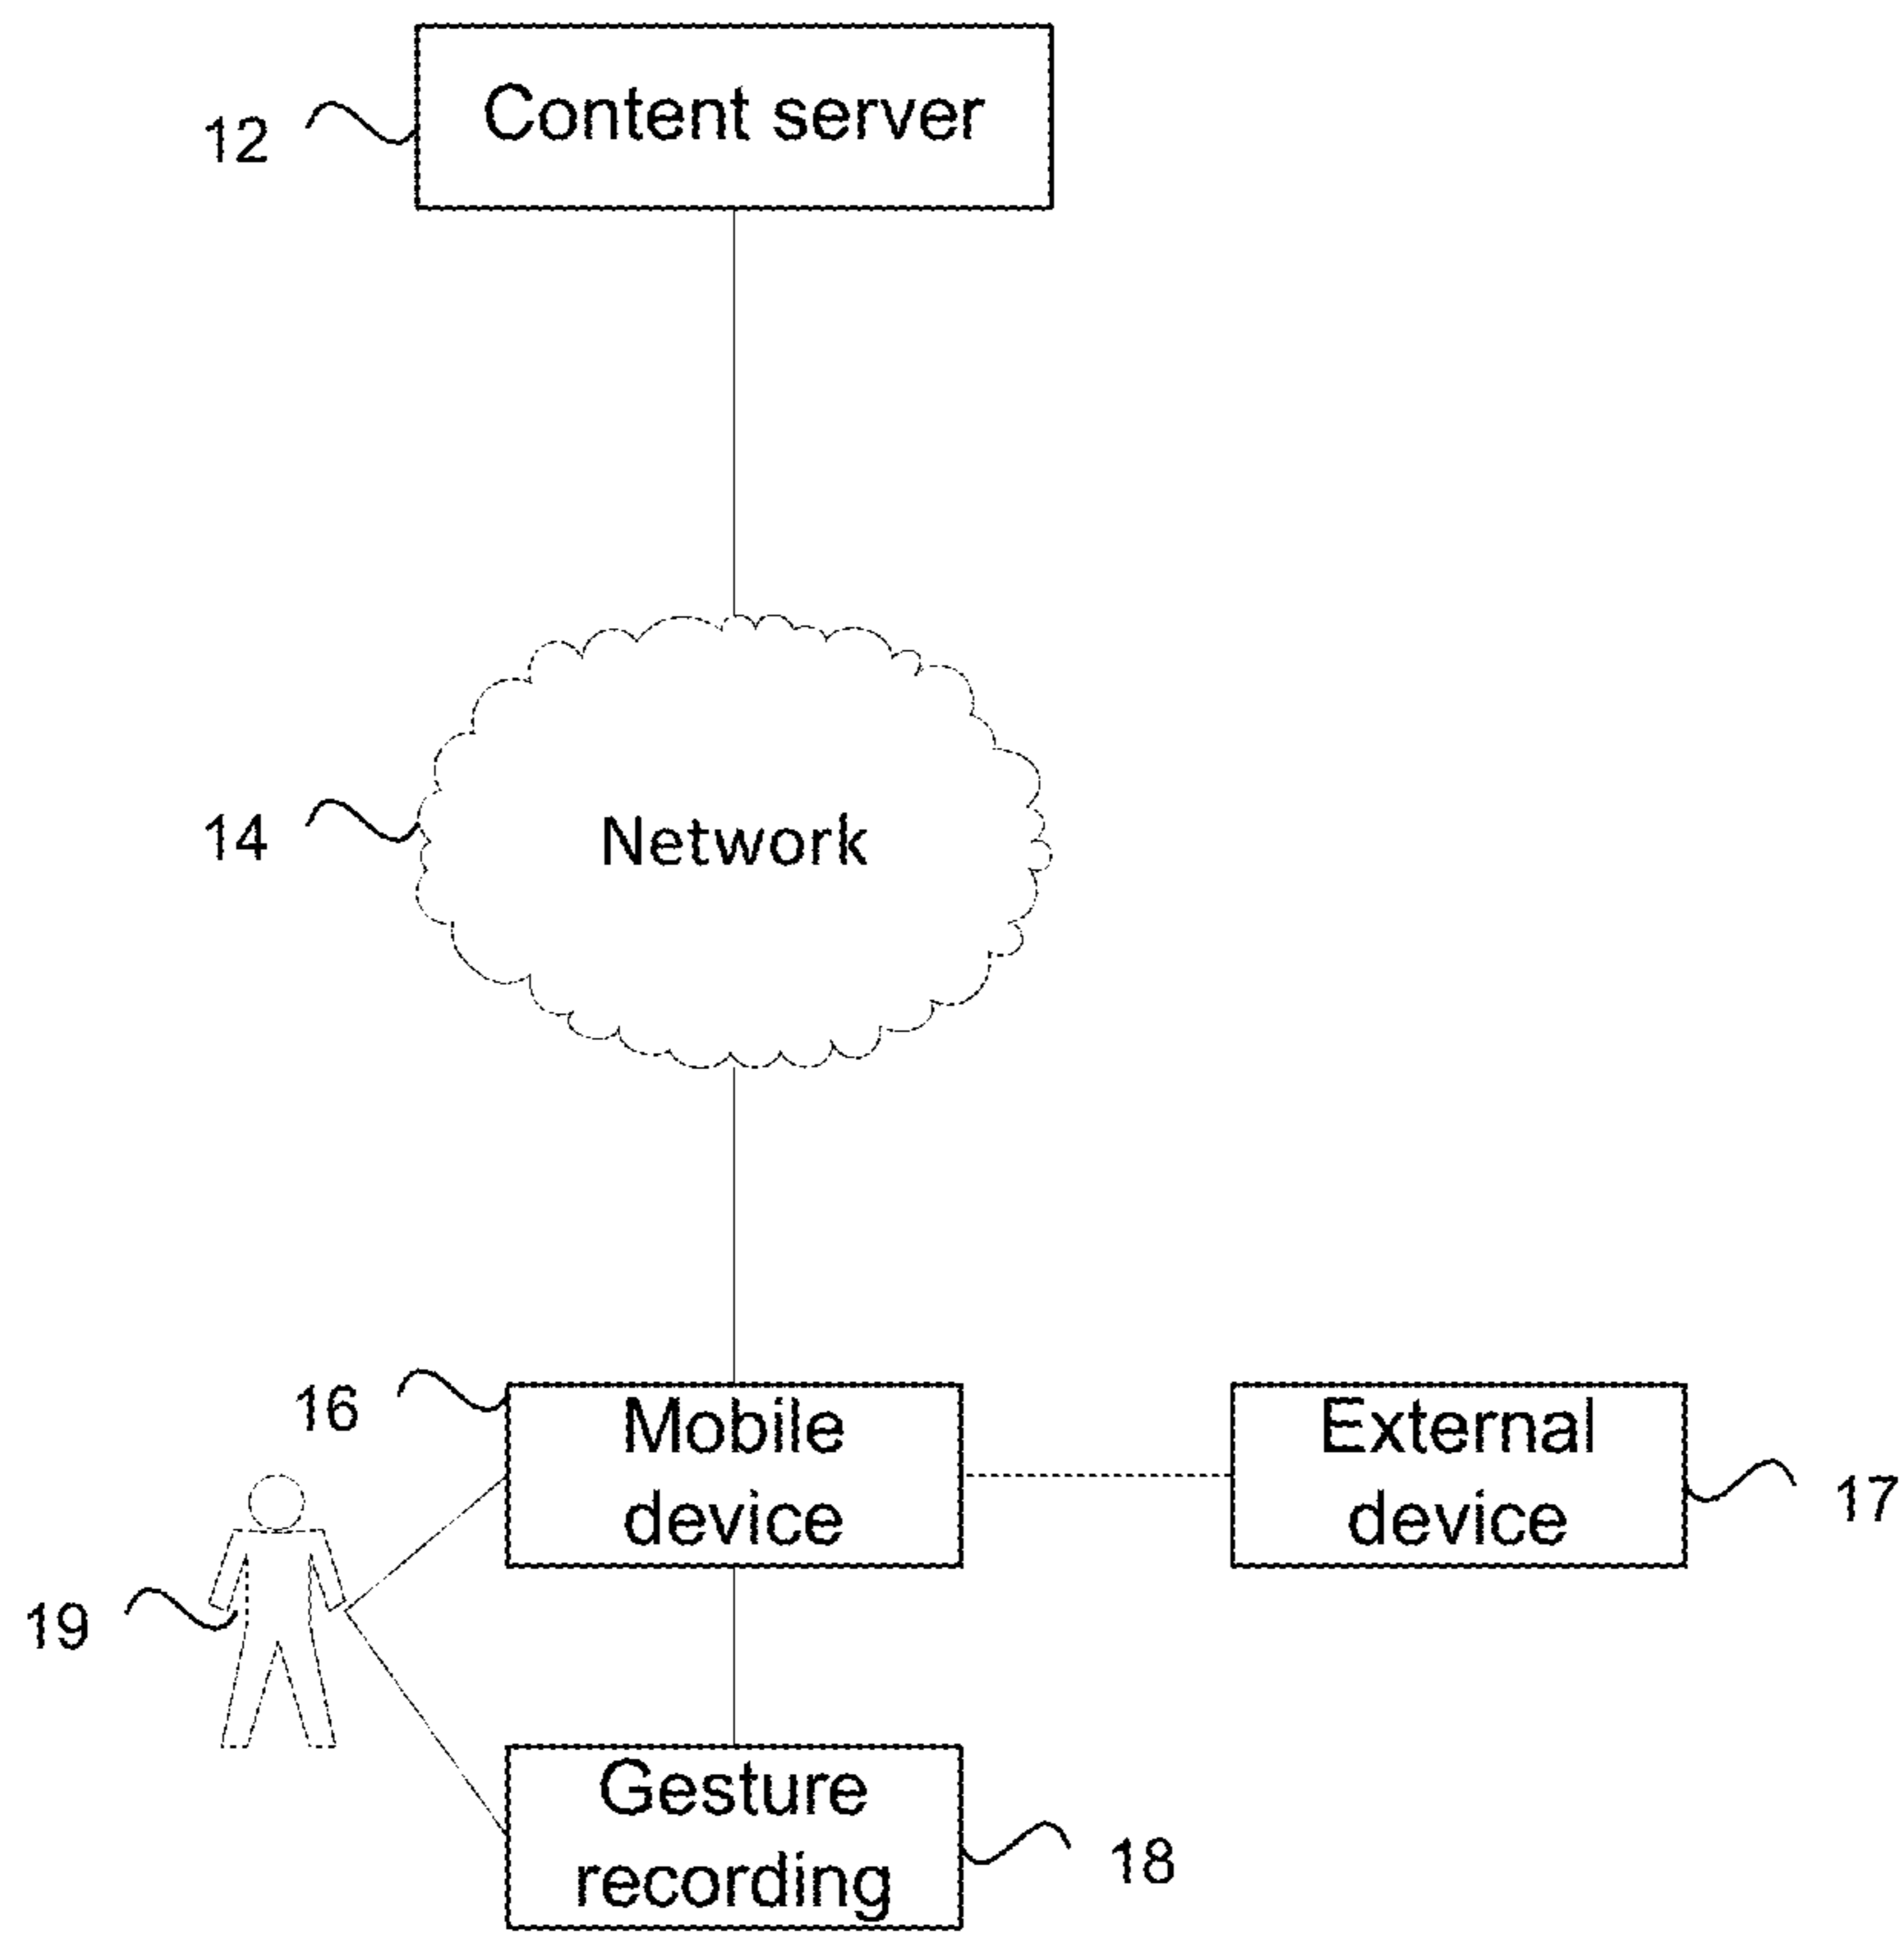 Content server
12
Network
14
16
Mobile
device
External
device
17
19
Gesture
recording
18